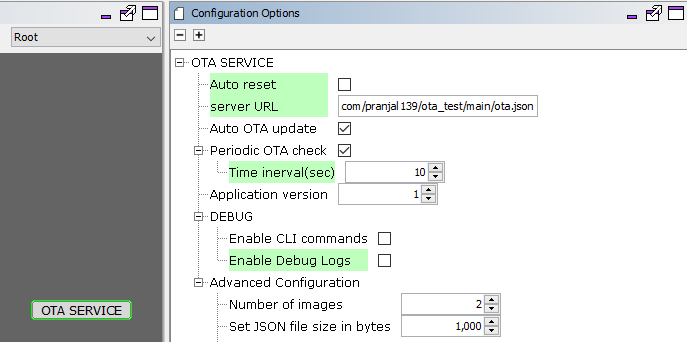 Configuration Options
Root
OTA SERVICE
Auto reset
server URL com/pranjal139/ota_test/main/ota.json
Auto OTA update
Periodic OTA check
Time inerval(sec) 10
Application version 1
DEBUG
Enable CLI commands
Enable Debug Logs
Advanced Configuration
Number of images 2
Set JSON file size in bytes 1,000
OTA SERVICE